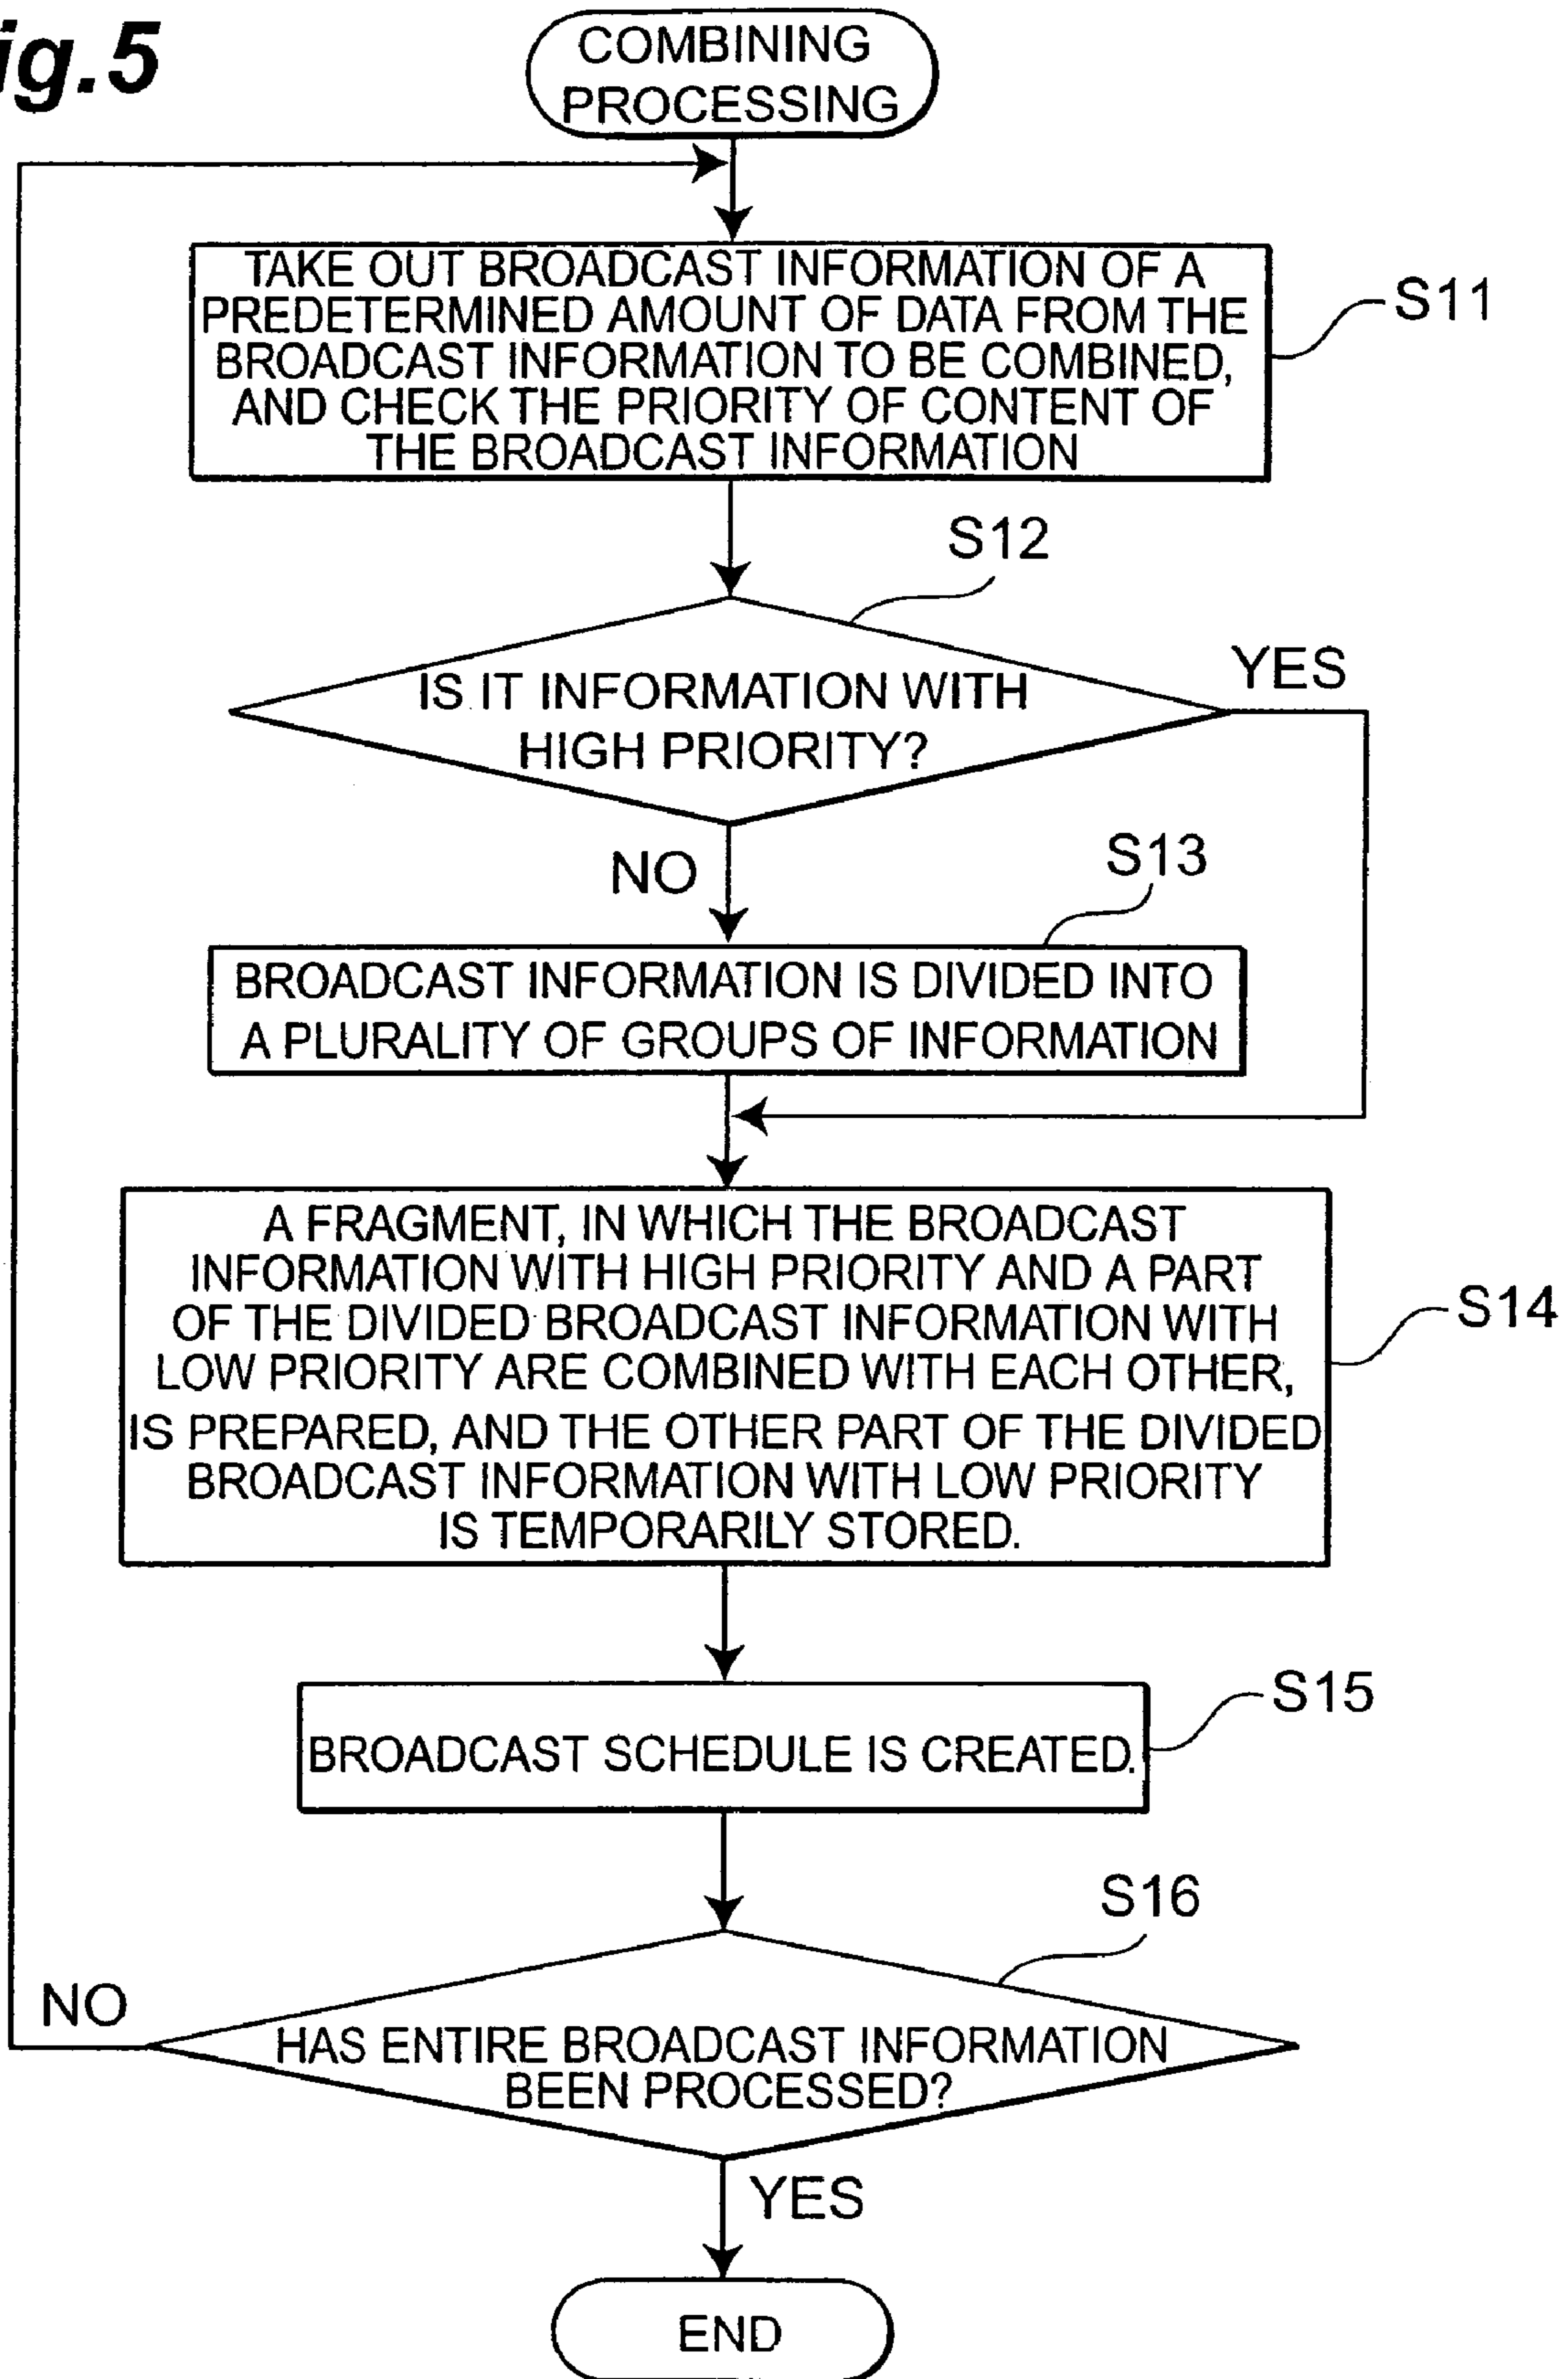 ig.5
COMBINING
PROCESSING
TAKE OUT BROADCAST INFORMATION OF A
PREDETERMINED AMOUNT OF DATA FROM THE
BROADCAST INFORMATION TO BE COMBINED,
AND CHECK THE PRIORITY OF CONTENT OF
THE BROADCAST INFORMATION
S11
S12
IS IT INFORMATION WITH
HIGH PRIORITY?
YES
NO
S13
BROADCAST INFORMATION IS DIVIDED INTO
A PLURALITY OF GROUPS OF INFORMATION
A FRAGMENT, IN WHICH THE BROADCAST
INFORMATION WITH HIGH PRIORITY AND A PART
OF THE DIVIDED BROADCAST INFORMATION WITH
LOW PRIORITY ARE COMBINED WITH EACH OTHER,
IS PREPARED, AND THE OTHER PART OF THE DIVIDED
BROADCAST INFORMATION WITH LOW PRIORITY
IS TEMPORARILY STORED.
S14
BROADCAST SCHEDULE IS CREATED.
S15
S16
NO
HAS ENTIRE BROADCAST INFORMATION
BEEN PROCESSED?
YES
END